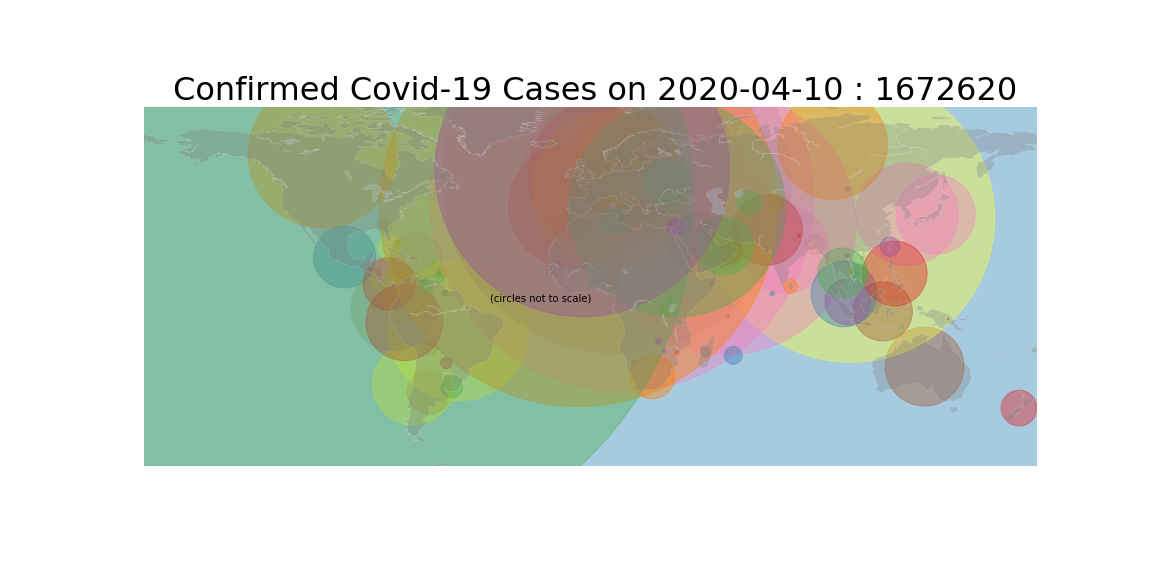 Confirmed Covid-19 Cases on 2020-04-10 : 1672620
(circles not to scale)